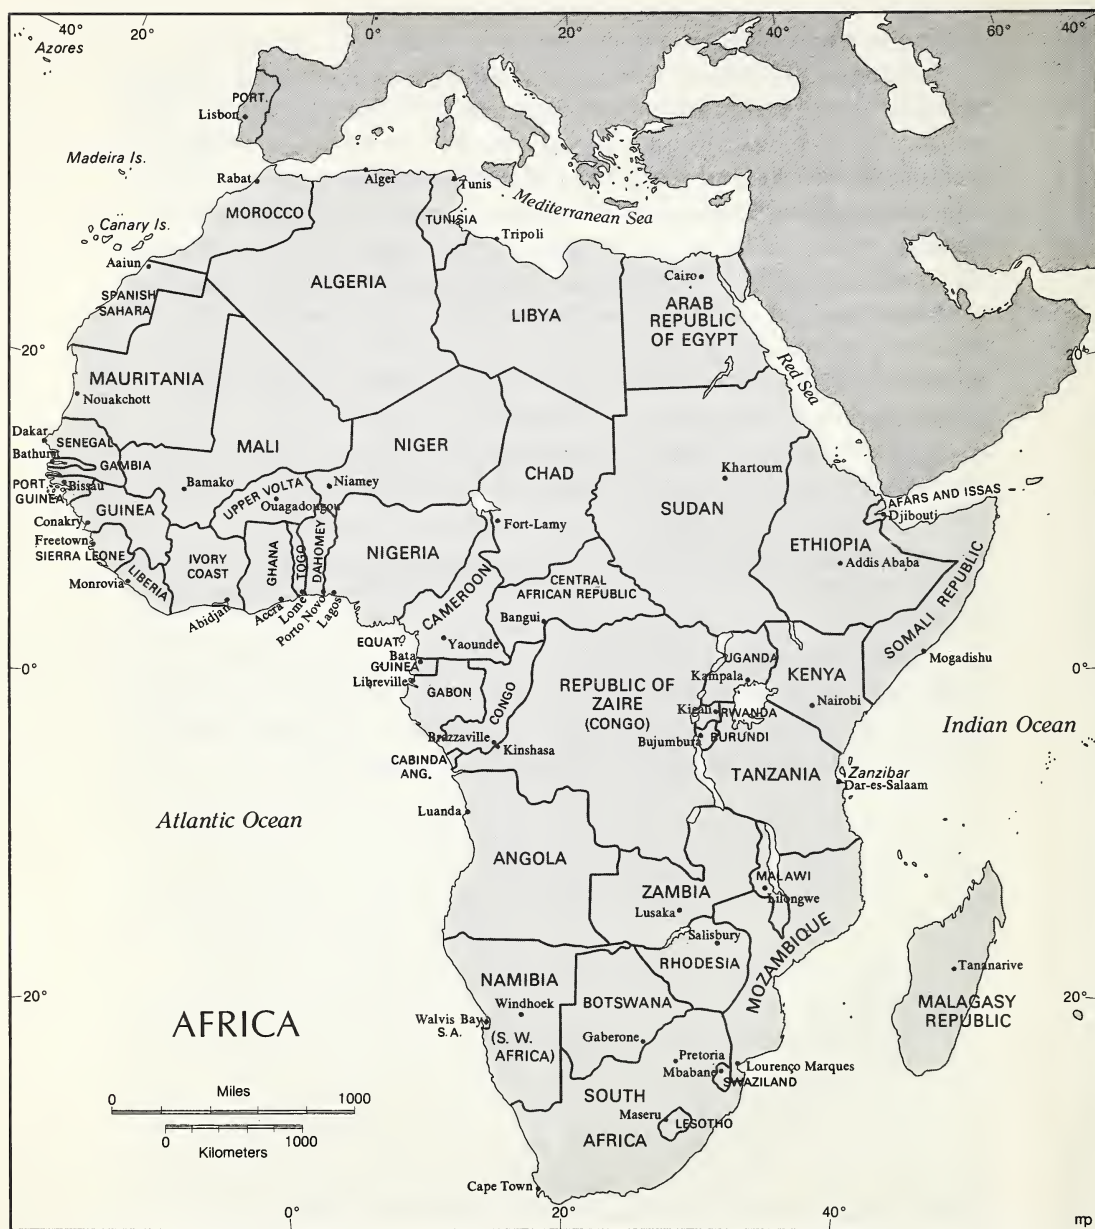 40°
20°
0°
20°
40°
60°
40°
Azores
PORT.
Lisbon
Madeira Is.
Rabat
Alger
Tunis
Mediterranean Sea
MOROCCO
TUNISIA
Canary Is.
Tripoli
Aaiun
Cairo
ALGERIA
SPANISH
SAHARA
LIBYA
ARAB
REPUBLIC
OF EGYPT
20°
20°
Red Sea
MAURITANIA
Nouakchott
Dakar
SENEGAL
MALI
NIGER
Bathurst
GAMBIA
CHAD
Khartoum
PORT.
GUINEA
Bissau
Bamako
UPPER VOLTA
Ouagadougou
Niamey
AFARS AND ISSAS
Djibouti
GUINEA
SUDAN
Conakry
Fort-Lamy
Freetown
SIERRA LEONE
IVORY
COAST
GHANA
TOGO
DAHOMEY
NIGERIA
ETHIOPIA
Addis Ababa
Monrovia
LIBERIA
CENTRAL
AFRICAN REPUBLIC
CAMEROON
SOMALI REPUBLIC
Abidjan
Accra
Lome
Porto Novo
Lagos
Bangui
EQUAT.
GUINEA
Yaounde
Bata
UGANDA
KENYA
Mogadishu
0°
0°
Libreville
GABON
CONGO
REPUBLIC OF
ZAIRE
(CONGO)
Kampala
Nairobi
Kigali
RWANDA
Indian Ocean
Brazzaville
Kinshasa
Bujumbura
BURUNDI
CABINDA
ANG.
TANZANIA
Zanzibar
Dar-es-Salaam
Luanda
Atlantic Ocean
ANGOLA
MALAWI
Lilongwe
ZAMBIA
Lusaka
Salisbury
MOZAMBIQUE
RHODESIA
Tananarive
NAMIBIA
Windhoek
BOTSWANA
20°
20°
MALAGASY
REPUBLIC
AFRICA
Walvis Bay
S. A.
(S. W.
AFRICA)
Gaberone
Pretoria
Mbabane
Lourenço Marques
SWAZILAND
Miles
0
1000
SOUTH
AFRICA
Maseru
LESOTHO
0
1000
Kilometers
Cape Town
0°
20°
40°
mp